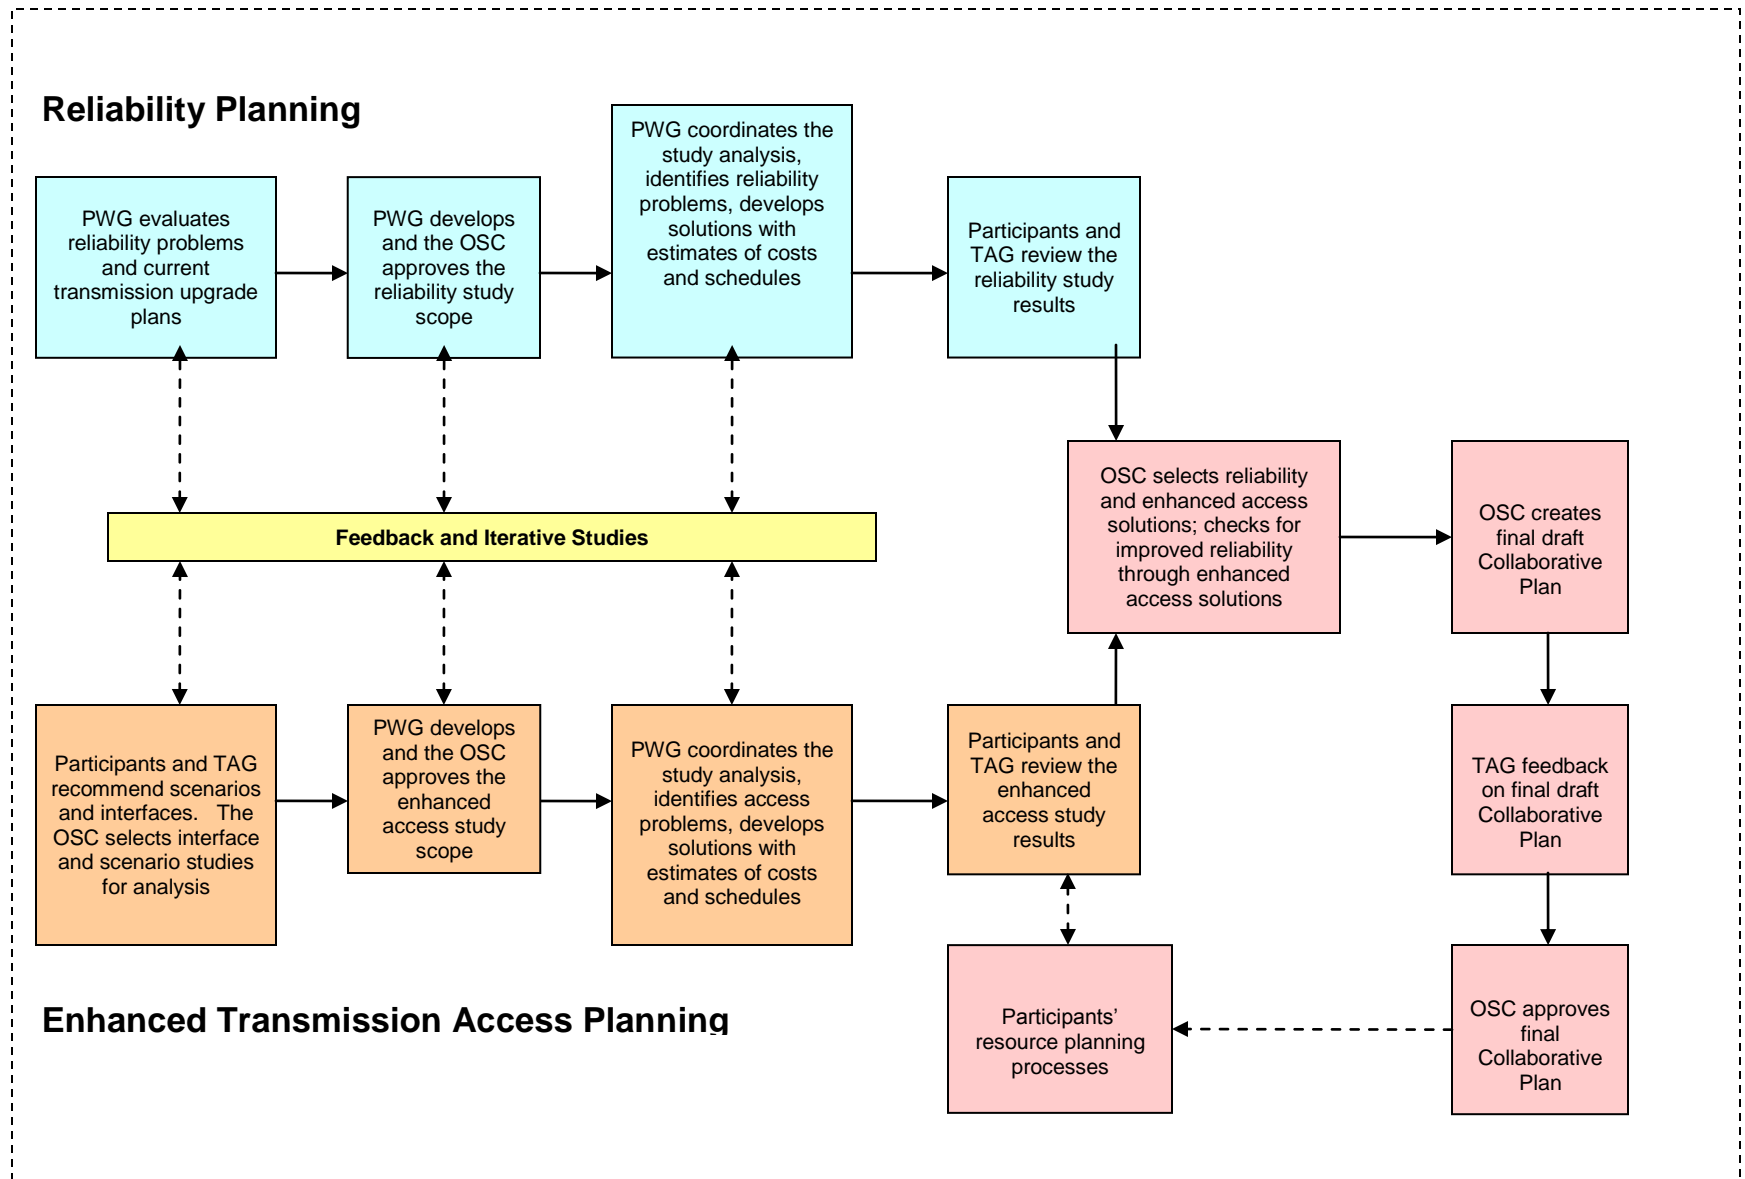 Reliability Planning
PWG evaluates
reliability problems
and current
transmission upgrade
plans
PWG develops
and the OSC
approves the
reliability study
scope
PWG coordinates the
study analysis,
identifies reliability
problems, develops
solutions with
estimates of costs
and schedules
Participants and
TAG review the
reliability study
results
Feedback and Iterative Studies
OSC selects reliability
and enhanced access
solutions; checks for
improved reliability
through enhanced
access solutions
OSC creates
final draft
Collaborative
Plan
Participants and TAG
recommend scenarios
and interfaces.   The
OSC selects interface
and scenario studies
for analysis
PWG develops
and the OSC
approves the
enhanced
access study
scope
PWG coordinates the
study analysis,
identifies access
problems, develops
solutions with
estimates of costs
and schedules
Participants and
TAG review the
enhanced
access study
results
TAG feedback
on final draft
Collaborative
Plan
Enhanced Transmission Access Planning
Participants’
resource planning
processes
OSC approves
final
Collaborative
Plan